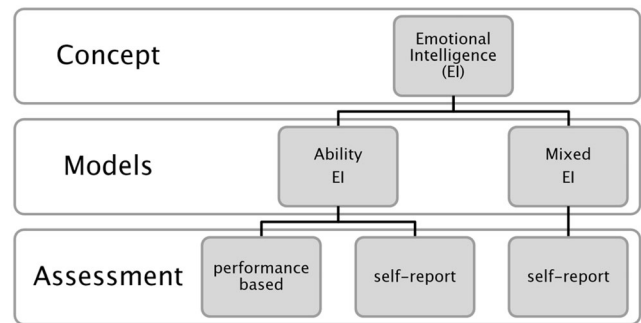 Concept
Emotional
Intelligence
(EI)
Models
Ability
EI
Mixed
EI
Assessment
performance
based
self-report
self-report